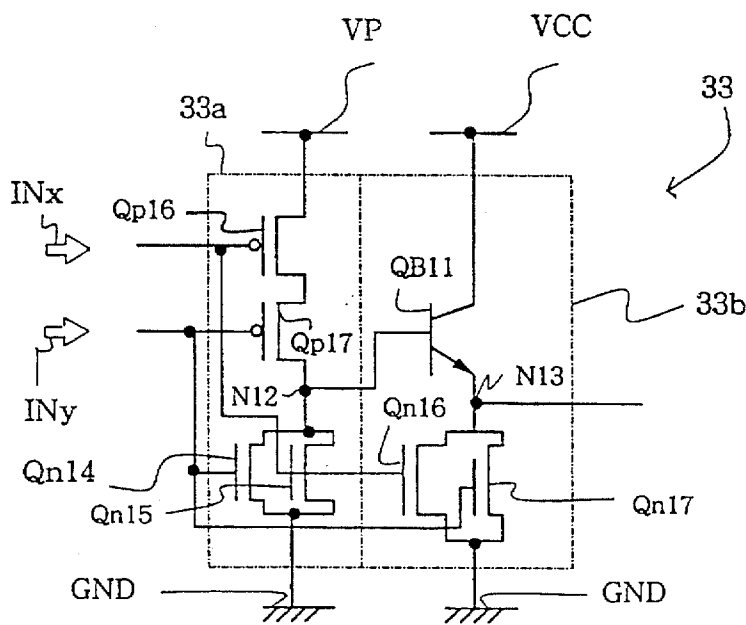 VP
VCC
33a
33
INx
Qp16
QB11
33b
Qp17
N12
N13
INy
Qn16
Qn14
Qn15
Qn17
GND
GND